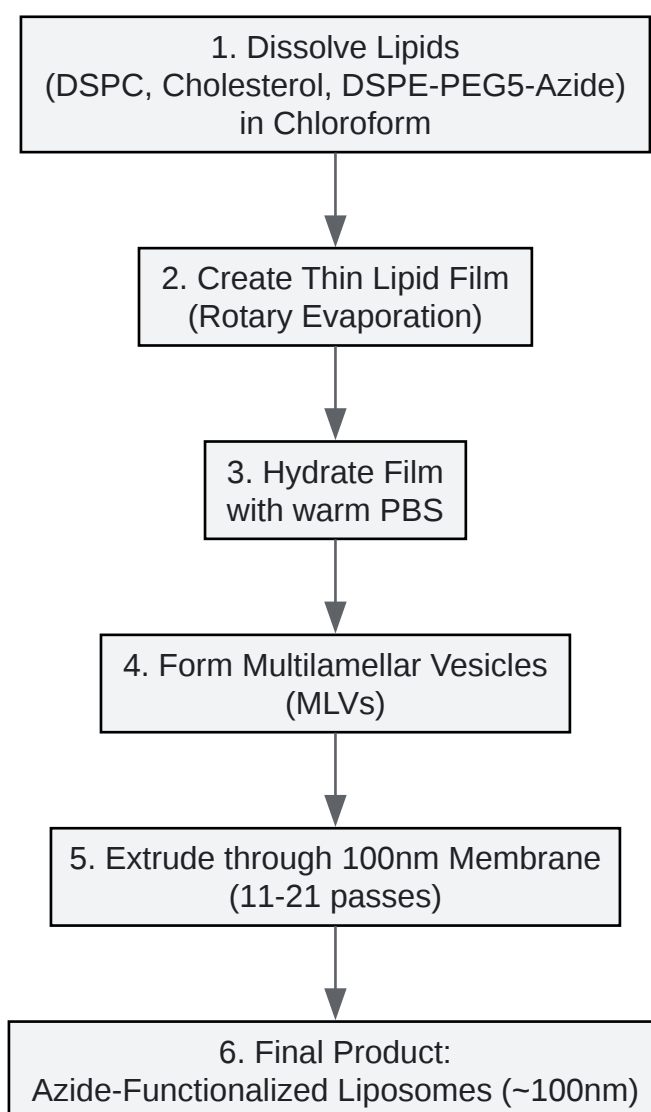 1. Dissolve Lipids
(DSPC, Cholesterol, DSPE-PEG5-Azide)
in Chloroform
2. Create Thin Lipid Film
(Rotary Evaporation)
3. Hydrate Film
with warm PBS
4. Form Multilamellar Vesicles
(MLVs)
5. Extrude through 100nm Membrane
(11-21 passes)
6. Final Product:
Azide-Functionalized Liposomes (~100nm)